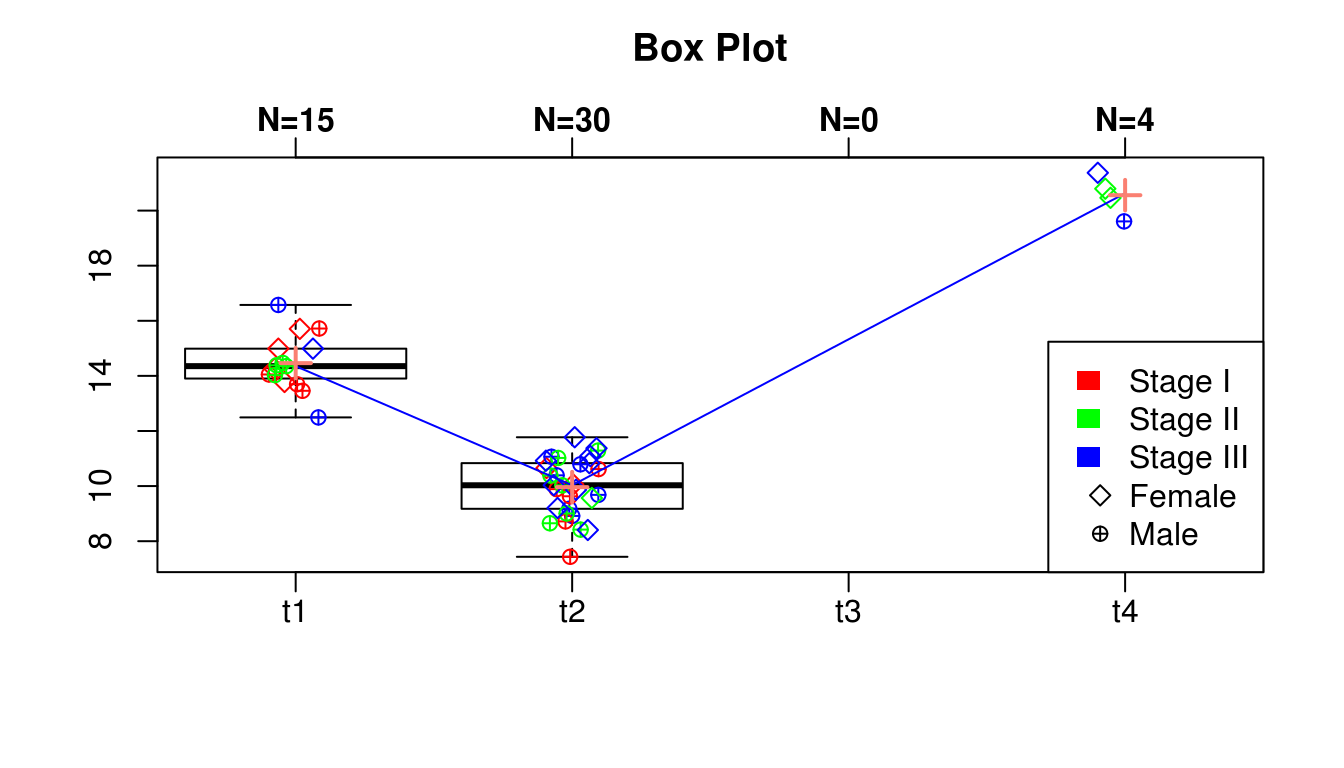 Box Plot
N=15 N=30 N=0 N=4
18
14
10
8
Stage I
Stage II
Stage III
Female
Male
t1 t2 t3 t4